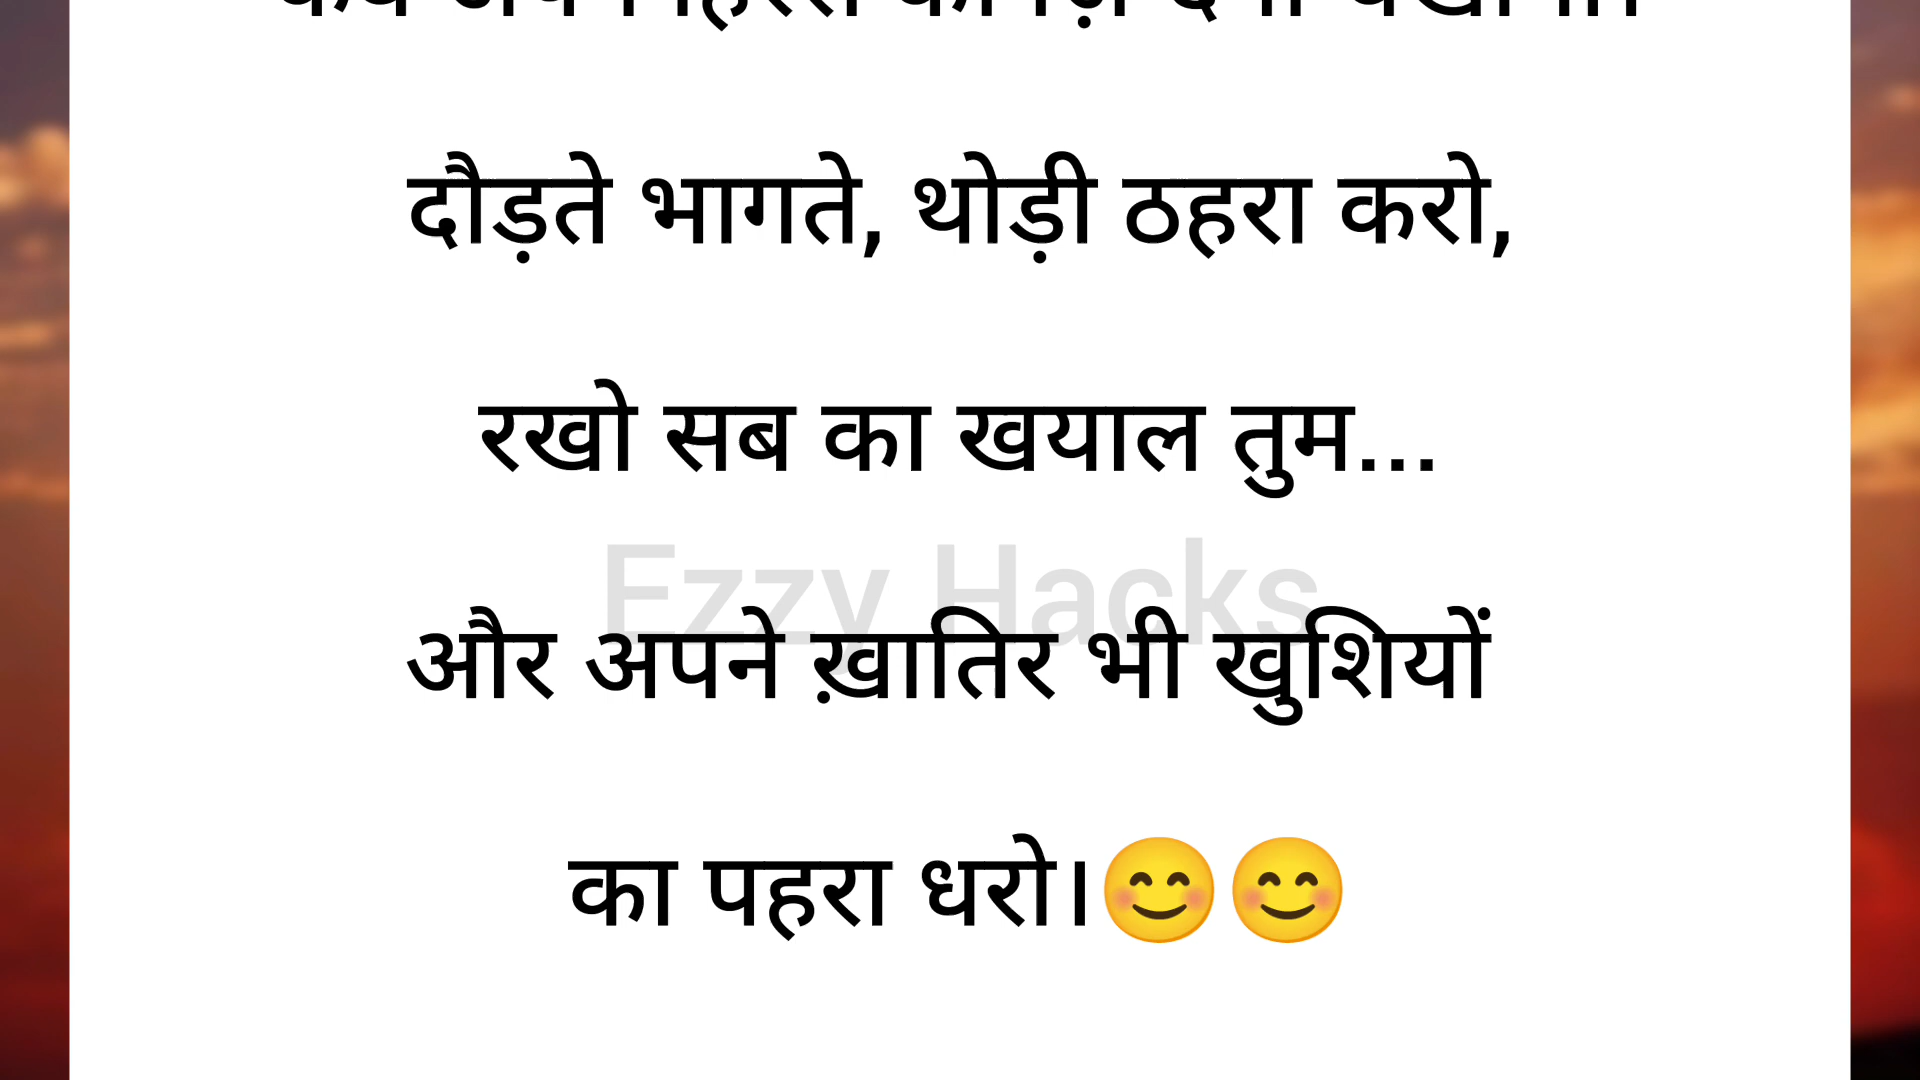 दौड़ते भागते, थोड़ी ठहरा करो,
रखो सब का खयाल तुम...
Ezzy Hacks
और अपने ख़ातिर भी खुशियों
का पहरा धरो।😊😊